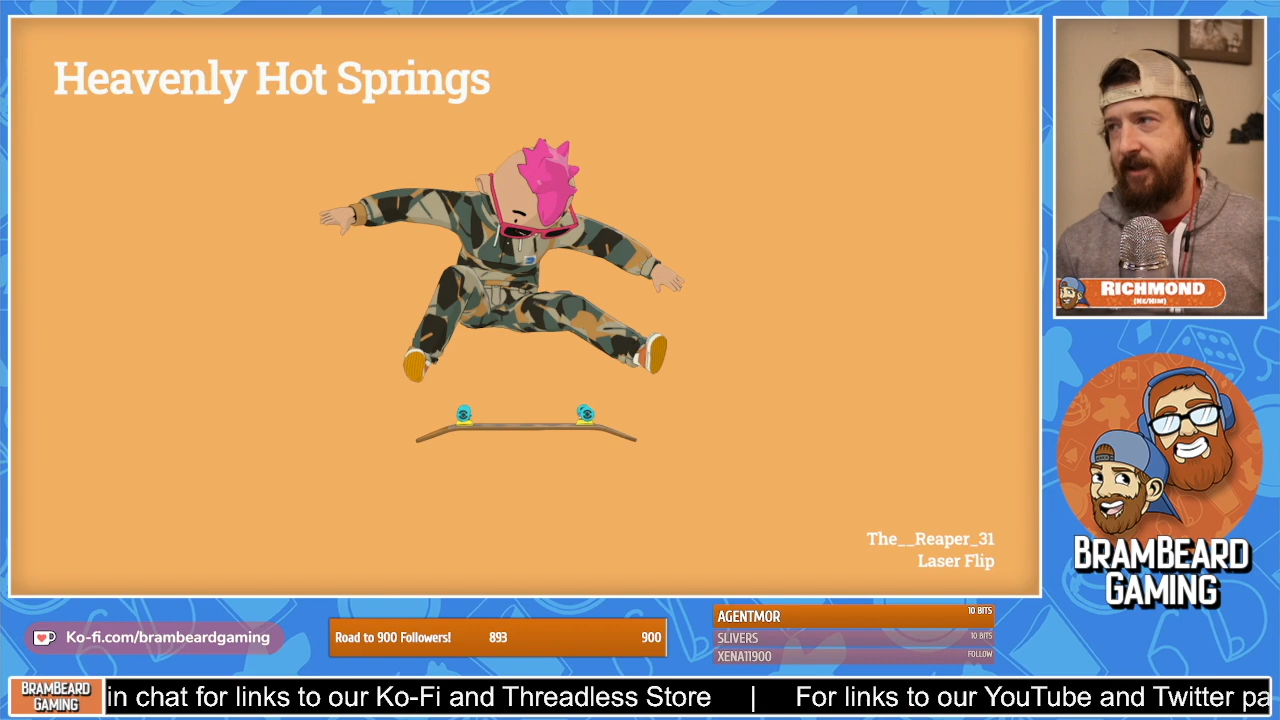 Heavenly Hot Springs
The__Reaper_31
Laser Flip
RICHMOND
(HE/HIM)
BRAMBEARD
GAMING
Ko-fi.com/brambeardgaming
Road to 900 Followers! 893 900
AGENTMOR 10 BITS
SLIVERS 10 BITS
XENA11900 FOLLOW
BRAMBEARD
GAMING
in chat for links to our Ko-Fi and Threadless Store | For links to our YouTube and Twitter pa